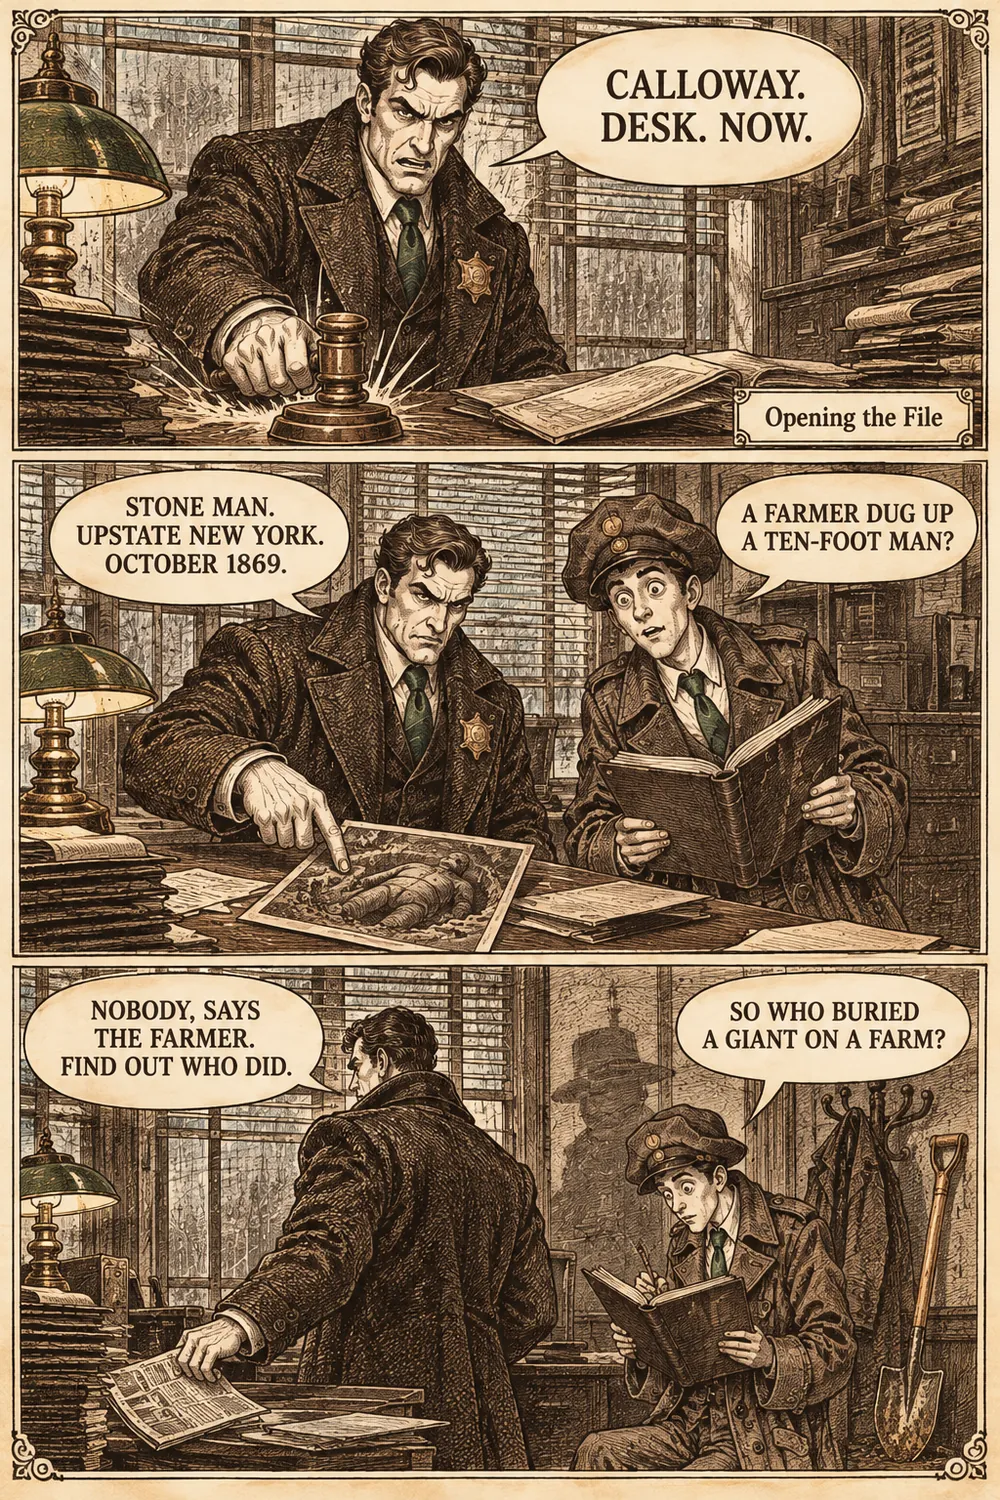 CALLOWAY.
DESK. NOW.
Opening the File
STONE MAN.
UPSTATE NEW YORK.
OCTOBER 1869.
A FARMER DUG UP
A TEN-FOOT MAN?
NOBODY, SAYS
THE FARMER.
FIND OUT WHO DID.
SO WHO BURIED
A GIANT ON A FARM?